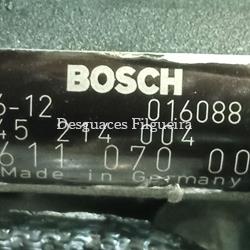 BOSCH
6-12 016088
Desguaces Filgueira
45 214 004
611 070 00
Made in Germany